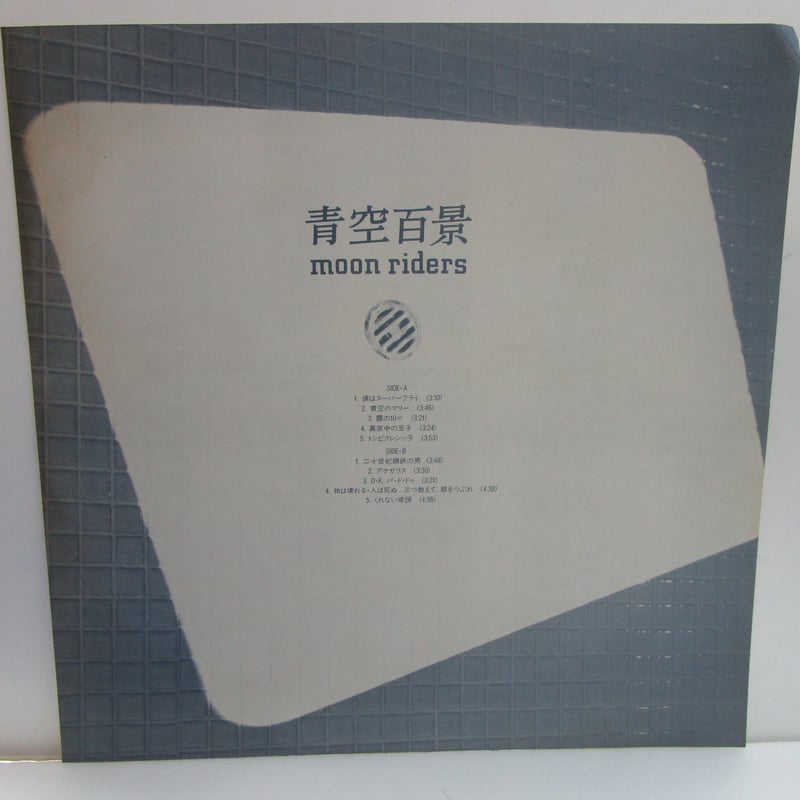 青空百景
moon riders
SIDE・A
1. 僕はスーパーフライ (3:10)
2. 青空のマリー (3:46)
3. 霧の10㎡ (3:21)
4. 真夜中の玉子 (3:24)
5. トンピクレンッ子 (3:53)
SIDE・B
1. 二十世紀鋼鉄の男 (3:48)
2. アケガラス (3:30)
3. O・K、パ・ド・ドゥ (3:21)
4. 物は壊れる・人は死ぬ 三つ数えて、眼をつぶれ (4:38)
5. くれない埠頭 (4:58)